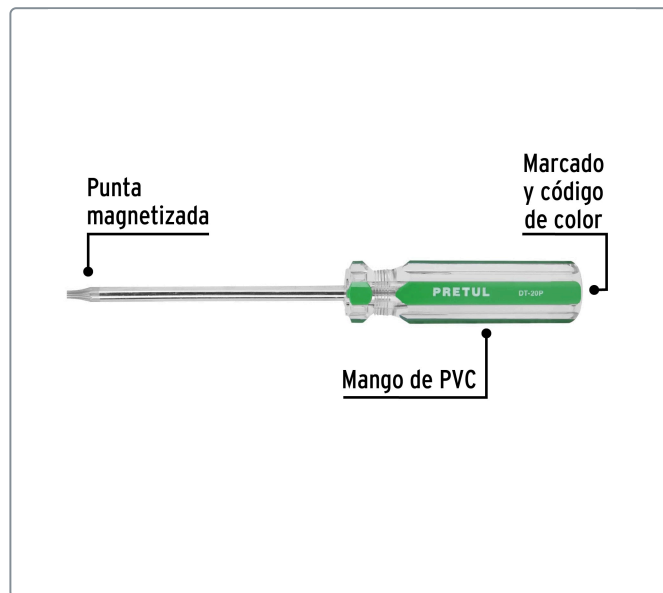 Punta
magnetizada
Marcado
y código
de color
PRETUL DT-20P
Mango de PVC